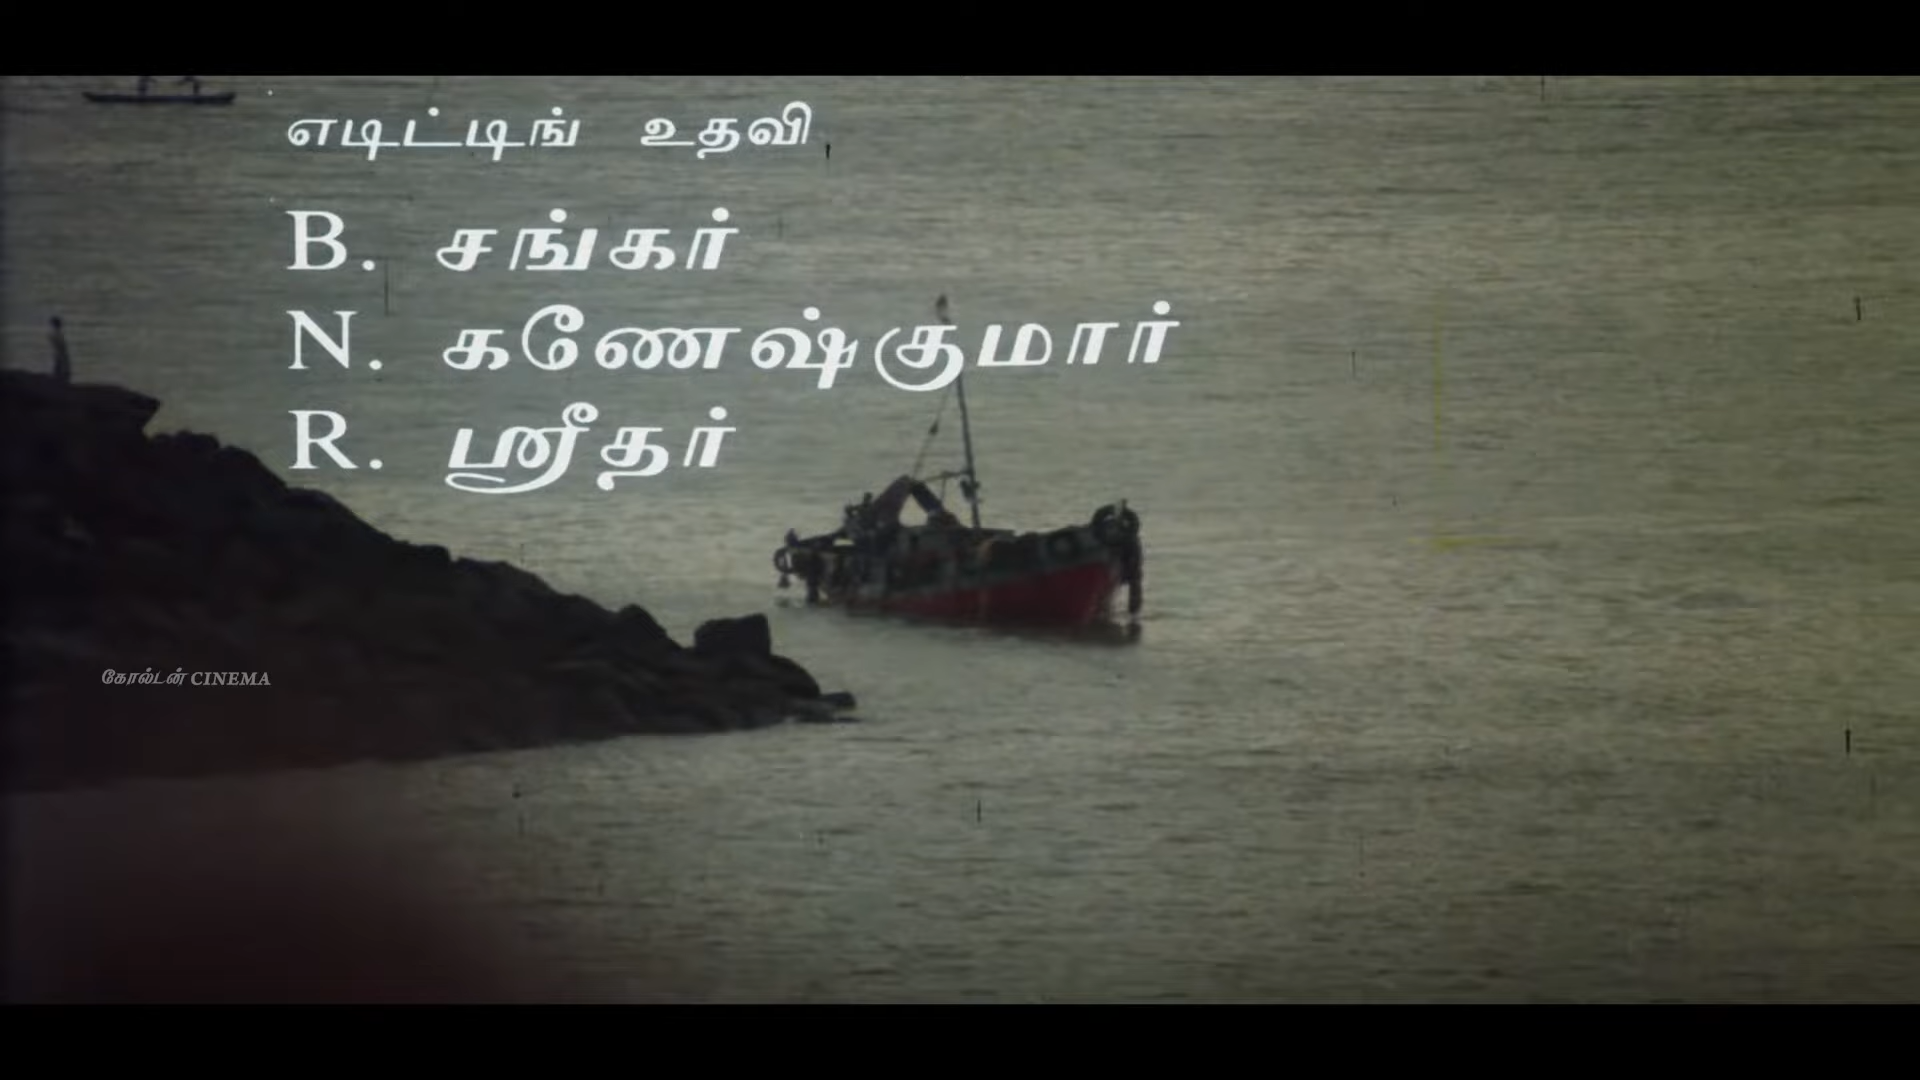 எடிட்டிங் உதவி
B. சங்கர்
N. கணேஷ்குமார்
R. ஸ்ரீதர்
கோல்டன் CINEMA